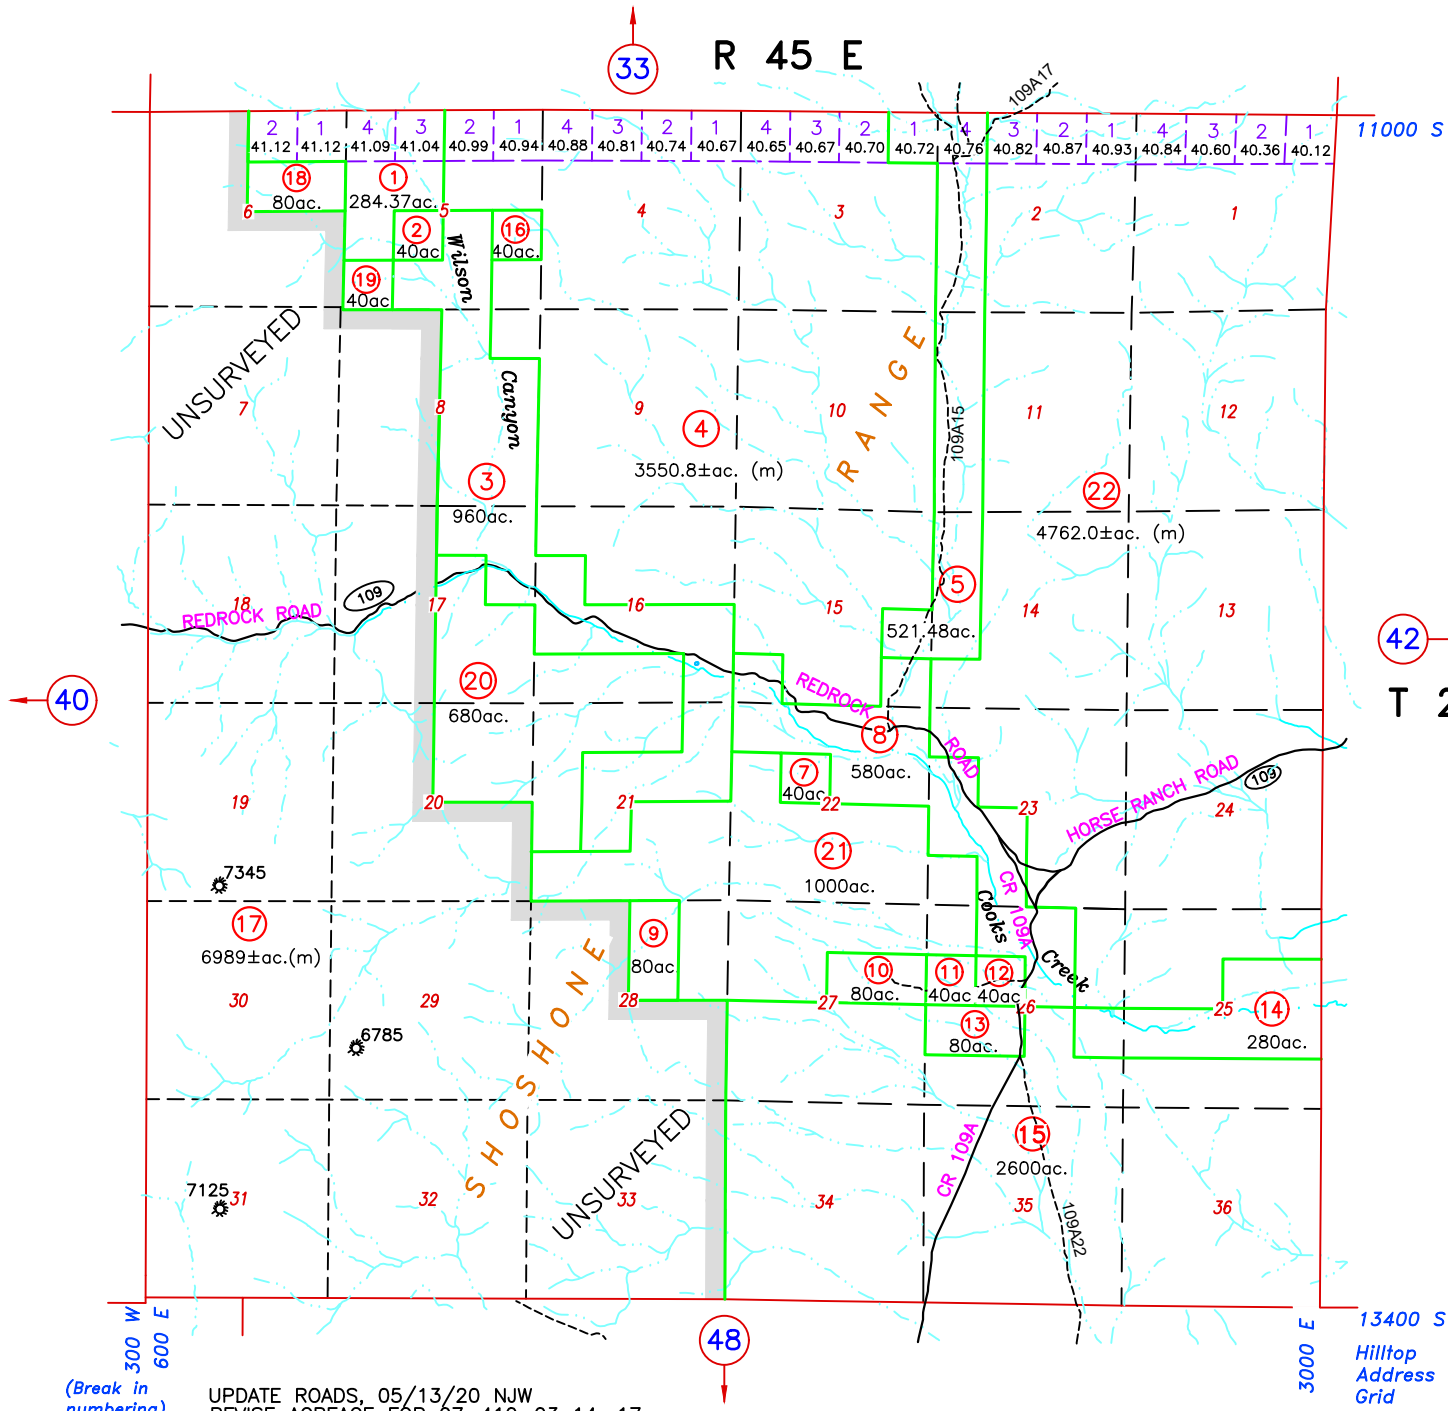 33
R 45 E
109A17
2 1 4 3 2 1 4 3 2 1 4 3 2 1 4 3 2 1 4 3 2 1
41.12 41.12 41.09 41.04 40.99 40.94 40.88 40.81 40.74 40.67 40.65 40.67 40.70 40.72 40.76 40.82 40.87 40.93 40.84 40.60 40.36 40.12
11000 S
18
80ac.
1
284.37ac.
6
5
4
3
2
1
2
40ac
16
40ac.
19
40ac
Wilson
Canyon
UNSURVEYED
RANGE
7
8
9
10
11
12
4
3550.8±ac. (m)
109A15
3
960ac.
22
4762.0±ac. (m)
5
521.48ac.
109
REDROCK ROAD
18
17
16
15
14
13
42
40
T 2
20
680ac.
REDROCK
ROAD
8
580ac.
7
40ac
HORSE RANCH ROAD
109
19
20
21
22
23
24
21
1000ac.
7345
CR 109A
Cooks
Creek
17
6989±ac.(m)
9
80ac.
SHOSHONE
10
80ac.
11
40ac
12
40ac
30
29
28
27
26
25
13
80ac.
14
280ac.
6785
UNSURVEYED
CR 109A
15
2600ac.
109A22
7125
31
32
33
34
35
36
300 W
600 E
48
3000 E
13400 S
Hilltop
Address
Grid
(Break in
numbering)
UPDATE ROADS, 05/13/20 NJW